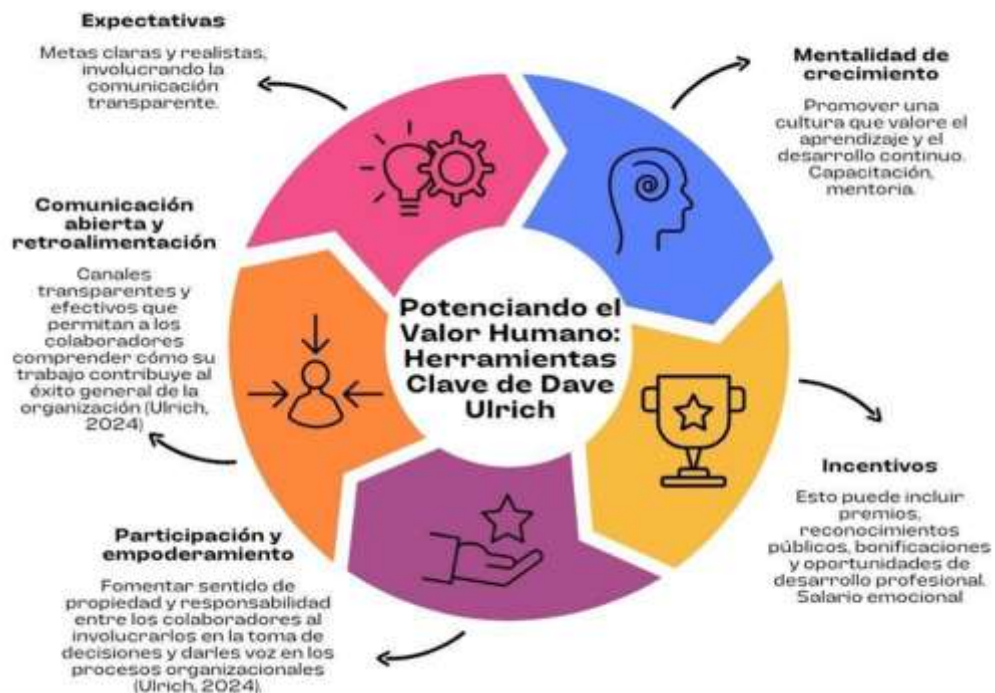 Potenciando el
Valor Humano:
Herramientas
Clave de Dave
Ulrich
Expectativas
Metas claras y realistas,
involucrando la
comunicación
transparente.
Mentalidad de
crecimiento
Promover una
cultura que valore el
aprendizaje y el
desarrollo continuo.
Capacitación,
mentoria.
Incentivos
Esto puede incluir
premios,
reconocimientos
públicos, bonificaciones
y oportunidades de
desarrollo profesional.
Salario emocional
Participación y
empoderamiento
Fomentar sentido de
propiedad y responsabilidad
entre los colaboradores al
involucrarlos en la toma de
decisiones y darles voz en los
procesos organizacionales
(Ulrich, 2024).
Comunicación
abierta y
retroalimentación
Canales
transparentes y
efectivos que
permitan a los
colaboradores
comprender cómo su
trabajo contribuye al
éxito general de la
organización (Ulrich,
2024)